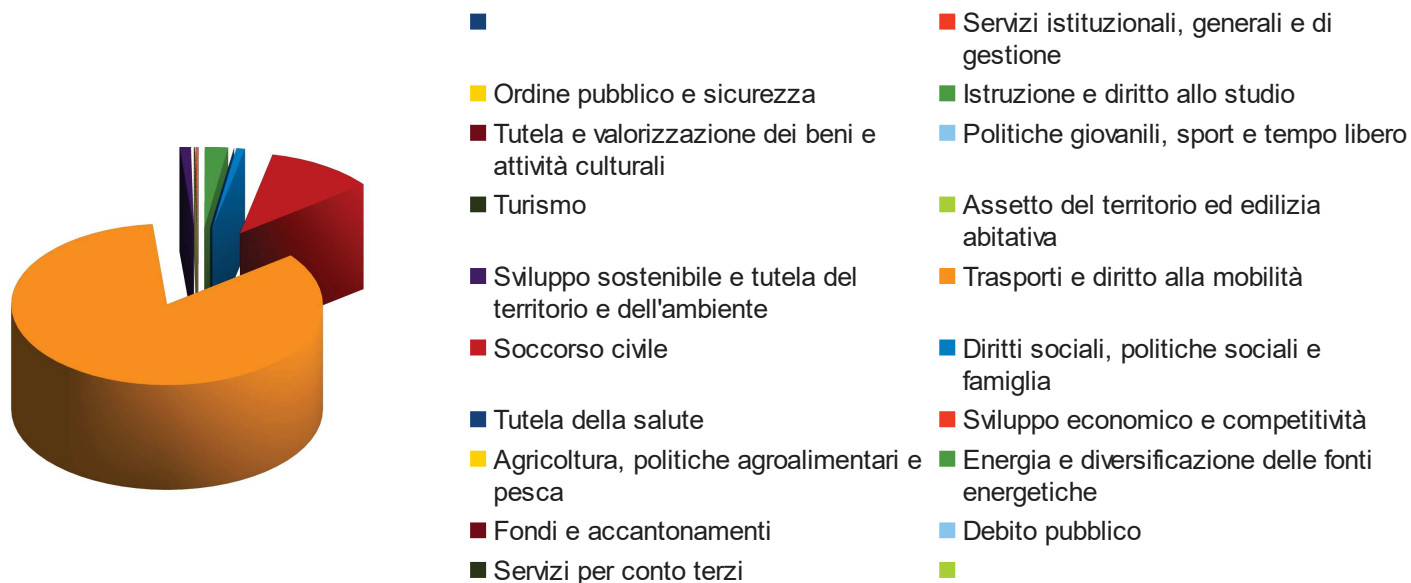 Servizi istituzionali, generali e di
gestione
Ordine pubblico e sicurezza
Istruzione e diritto allo studio
Tutela e valorizzazione dei beni e
attività culturali
Politiche giovanili, sport e tempo libero
Turismo
Assetto del territorio ed edilizia
abitativa
Sviluppo sostenibile e tutela del
territorio e dell'ambiente
Trasporti e diritto alla mobilità
Soccorso civile
Diritti sociali, politiche sociali e
famiglia
Tutela della salute
Sviluppo economico e competitività
Agricoltura, politiche agroalimentari e
pesca
Energia e diversificazione delle fonti
energetiche
Fondi e accantonamenti
Debito pubblico
Servizi per conto terzi